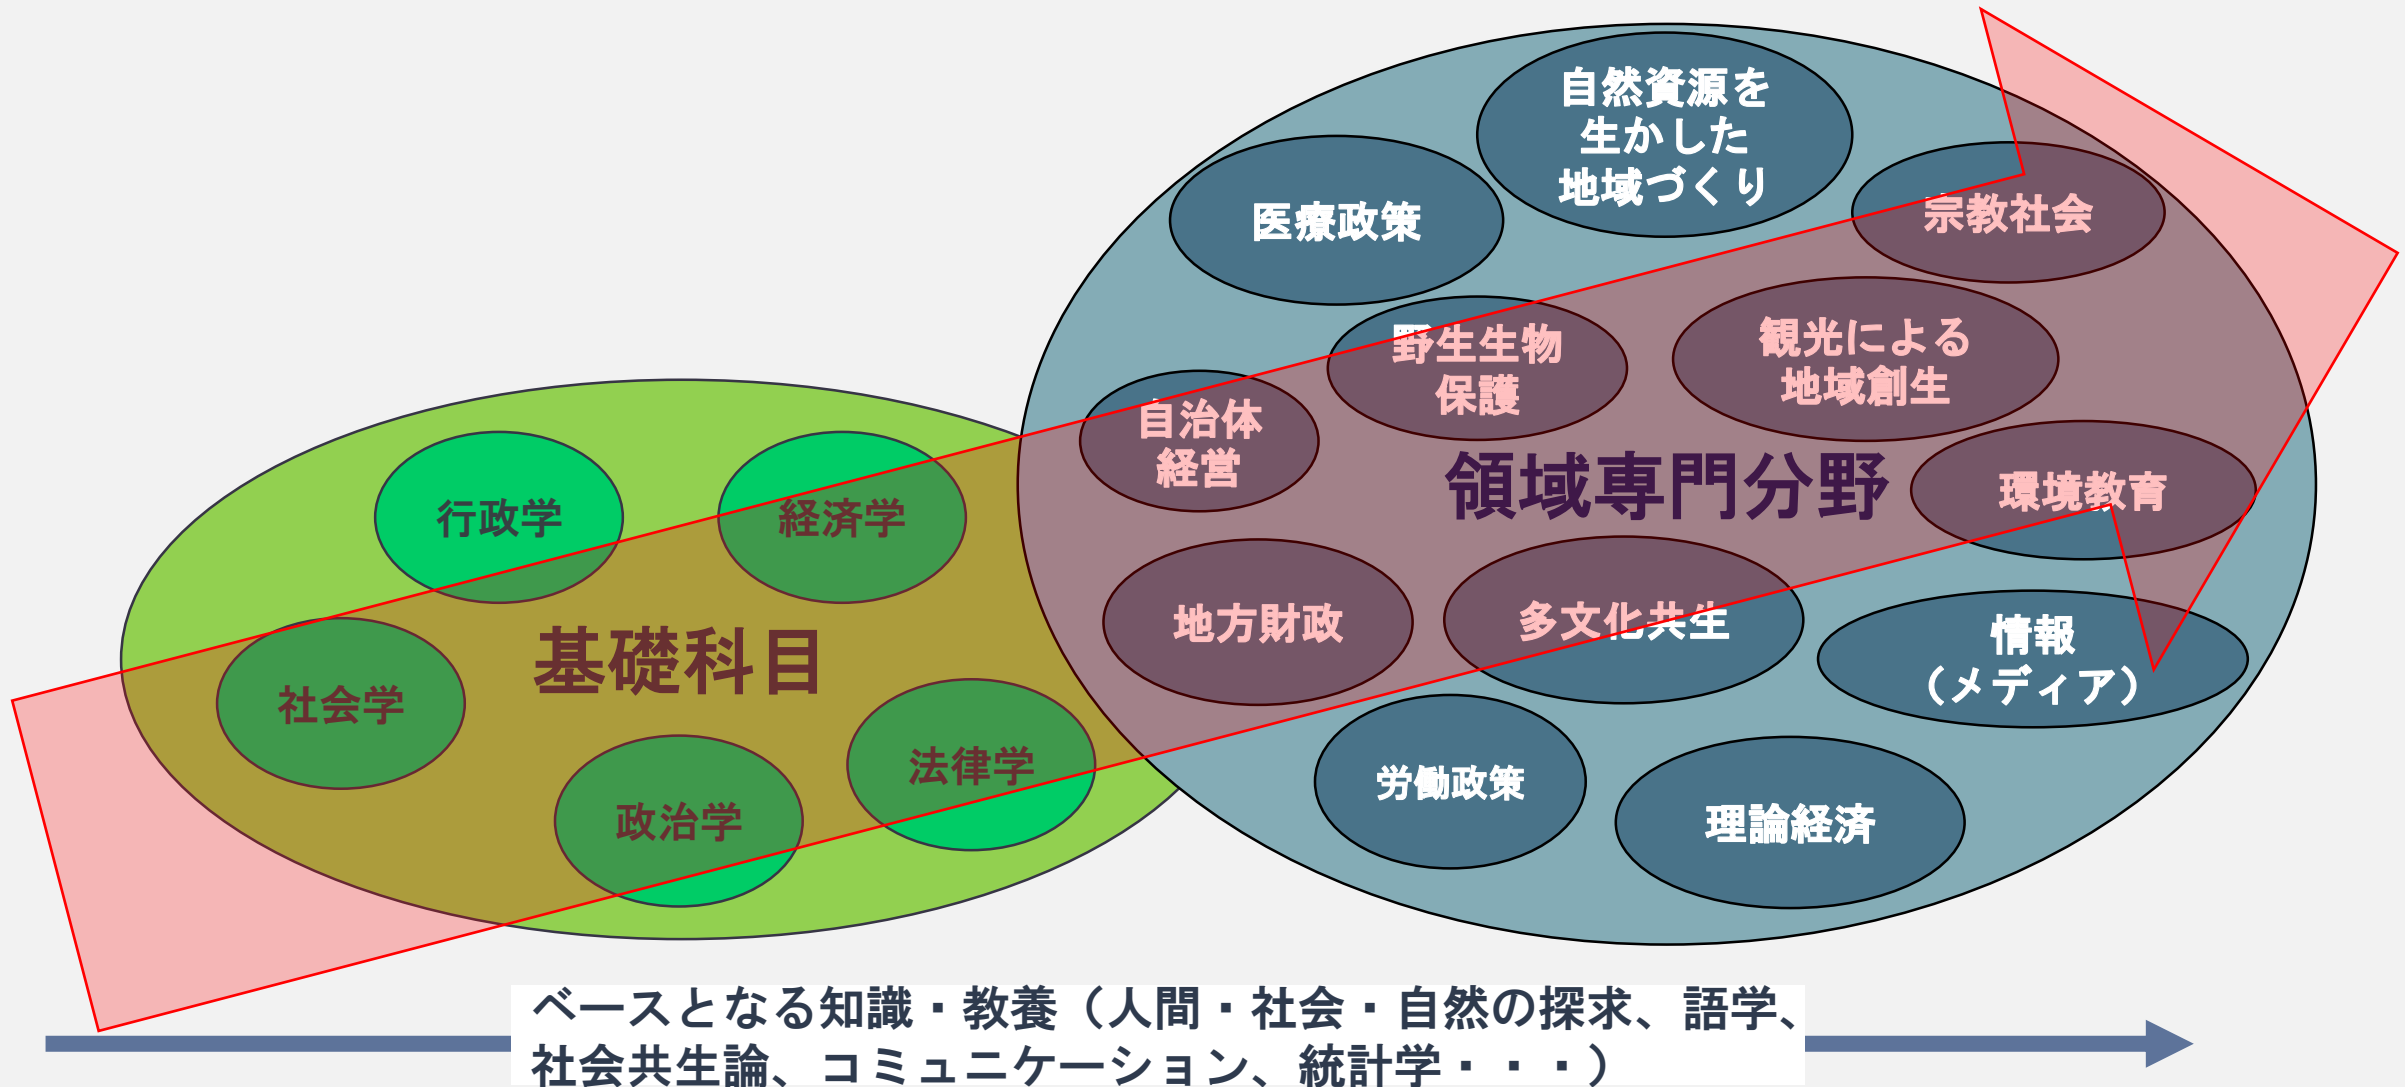 自然資源を
生かした
地域づくり
医療政策
宗教社会
野生生物
保護
観光による
地域創生
自治体
経営
領域専門分野
環境教育
行政学
経済学
地方財政
多文化共生
情報
（メディア）
基礎科目
社会学
法律学
政治学
労働政策
理論経済
ベースとなる知識・教養（人間・社会・自然の探求、語学、
社会共生論、コミュニケーション、統計学・・・）